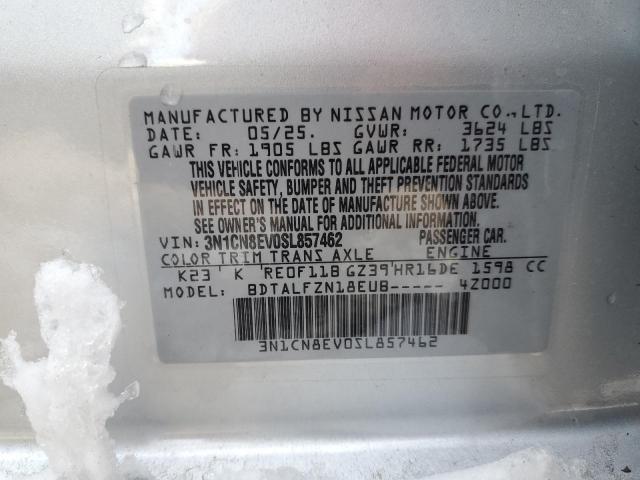 MANUFACTURED BY NISSAN MOTOR CO.,LTD.
DATE: 05/25. GVWR: 3624 LBS
GAWR FR: 1905 LBS GAWR RR: 1735 LBS
THIS VEHICLE CONFORMS TO ALL APPLICABLE FEDERAL MOTOR
VEHICLE SAFETY, BUMPER AND THEFT PREVENTION STANDARDS
IN EFFECT ON THE DATE OF MANUFACTURE SHOWN ABOVE.
SEE OWNER'S MANUAL FOR ADDITIONAL INFORMATION.
VIN: 3N1CN8EV0SL857462 PASSENGER CAR.
COLOR TRIM TRANS AXLE ENGINE
K23 K RE0F11B GZ39 HR16DE 1598 CC
MODEL: BDTALFZN18EUB----- 4Z000
3N1CN8EV0SL857462